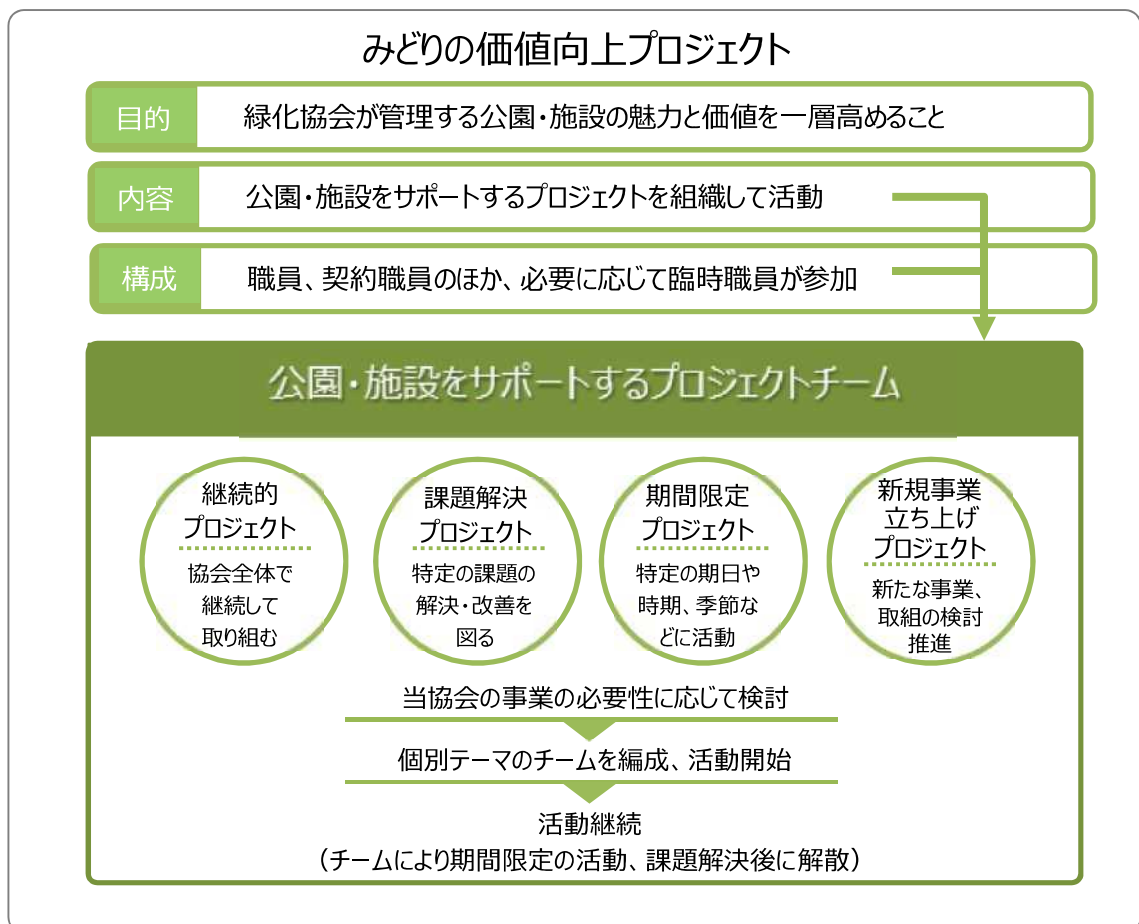 みどりの価値向上プロジェクト
目的
緑化協会が管理する公園・施設の魅力と価値を一層高めること
内容
公園・施設をサポートするプロジェクトを組織して活動
構成
職員、契約職員のほか、必要に応じて臨時職員が参加
公園・施設をサポートするプロジェクトチーム
継続的
プロジェクト
協会全体で
継続して
取り組む
課題解決
プロジェクト
特定の課題の
解決・改善を
図る
期間限定
プロジェクト
特定の期日や
時期、季節な
どに活動
新規事業
立ち上げ
プロジェクト
新たな事業、
取組の検討
推進
当協会の事業の必要性に応じて検討
個別テーマのチームを編成、活動開始
活動継続
（チームにより期間限定の活動、課題解決後に解散）